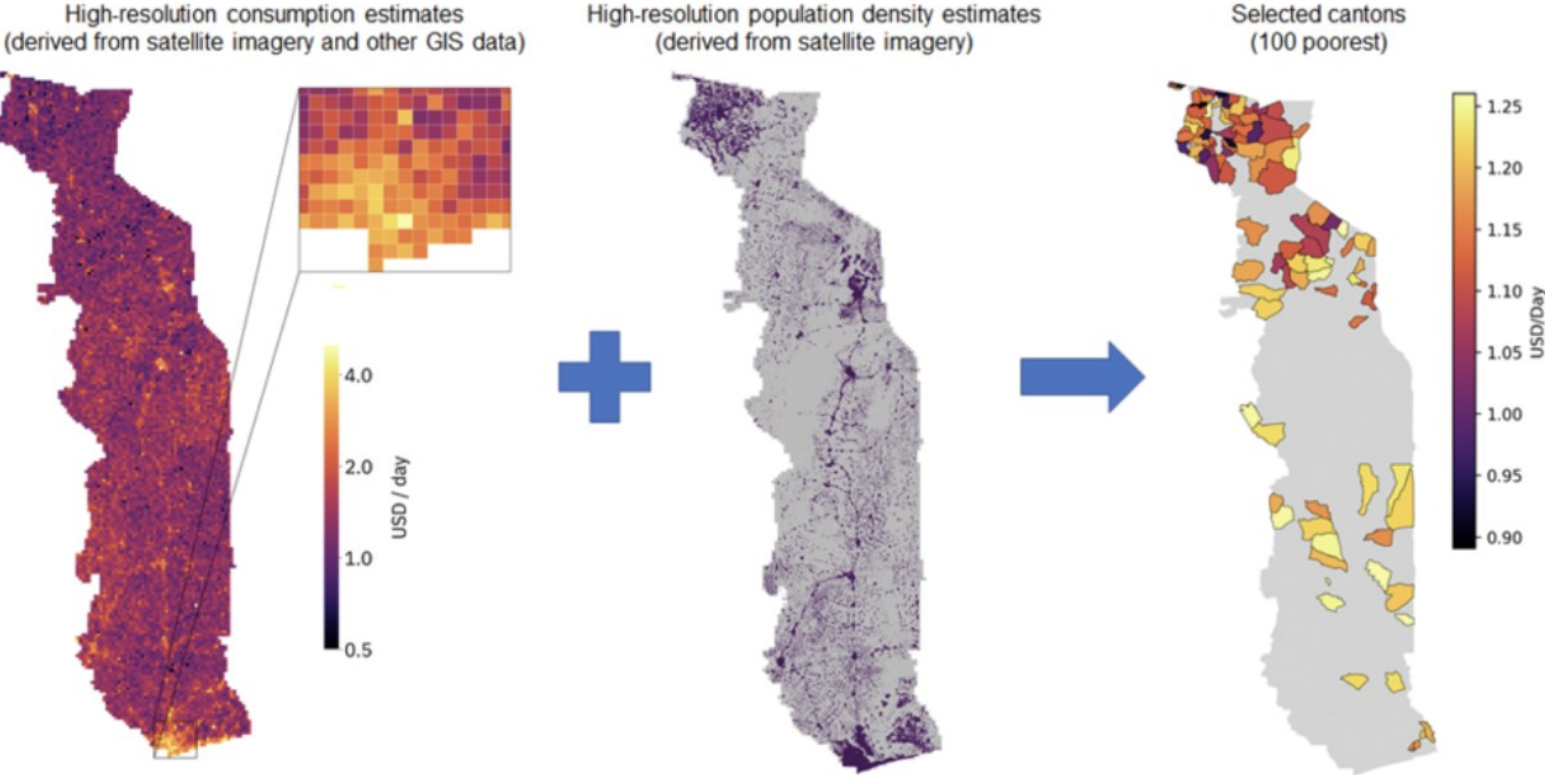 High-resolution consumption estimates
(derived from satellite imagery and other GIS data)
High-resolution population density estimates
(derived from satellite imagery)
Selected cantons
(100 poorest)
4.0
2.0
1.0
0.5
USD / day
1.25
1.20
1.15
1.10
1.05
1.00
0.95
0.90
USD/Day